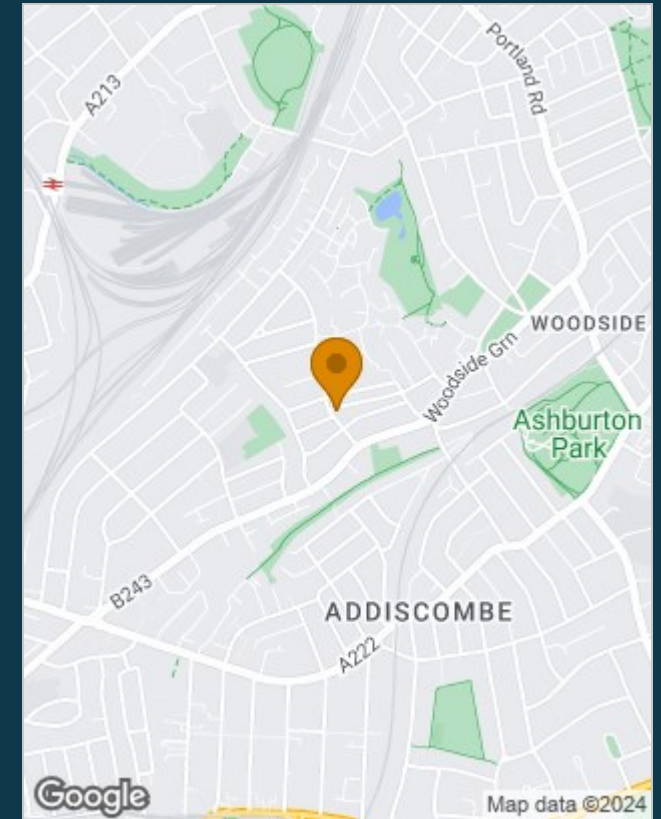 A213
Portland Rd
WOODSIDE
Woodside Grn
Ashburton
Park
B243
ADDISCOMBE
A222
Google
Map data ©2024